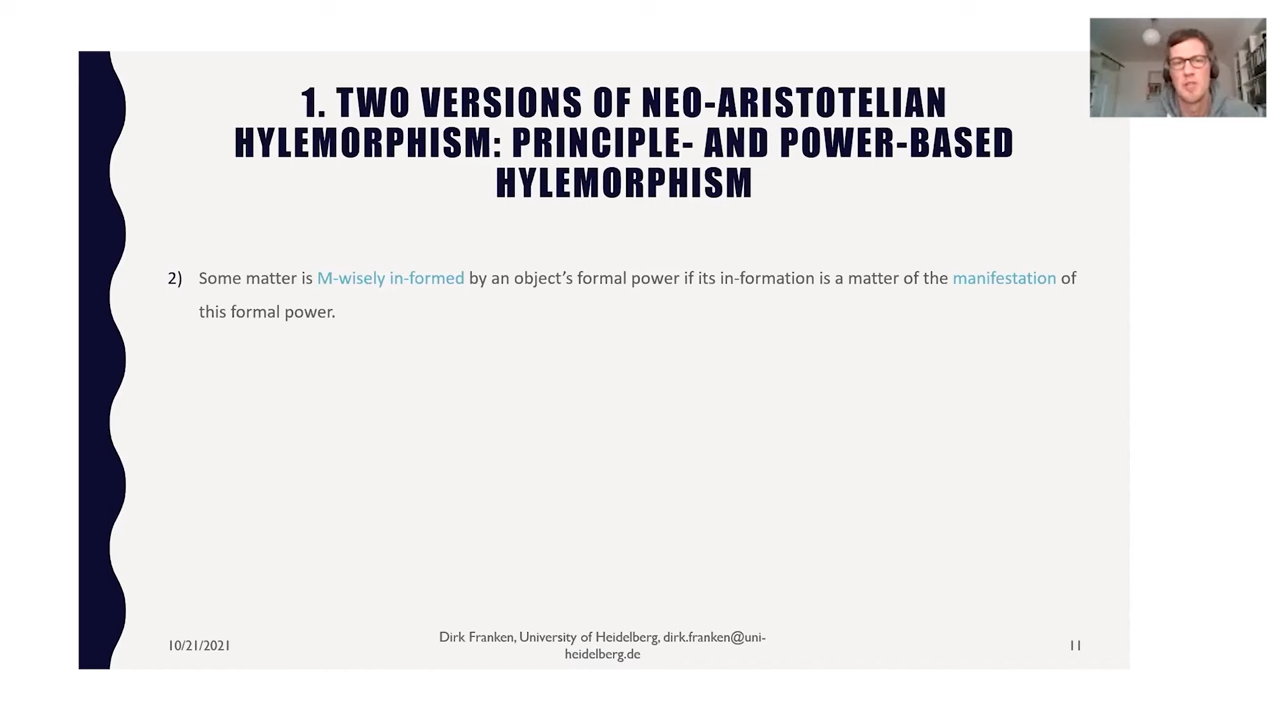 1. TWO VERSIONS OF NEO-ARISTOTELIAN
HYLEMORPHISM: PRINCIPLE- AND POWER-BASED
HYLEMORPHISM
2) Some matter is M-wisely in-formed by an object’s formal power if its in-formation is a matter of the manifestation of
this formal power.
10/21/2021
Dirk Franken, University of Heidelberg, dirk.franken@uni-
heidelberg.de
11